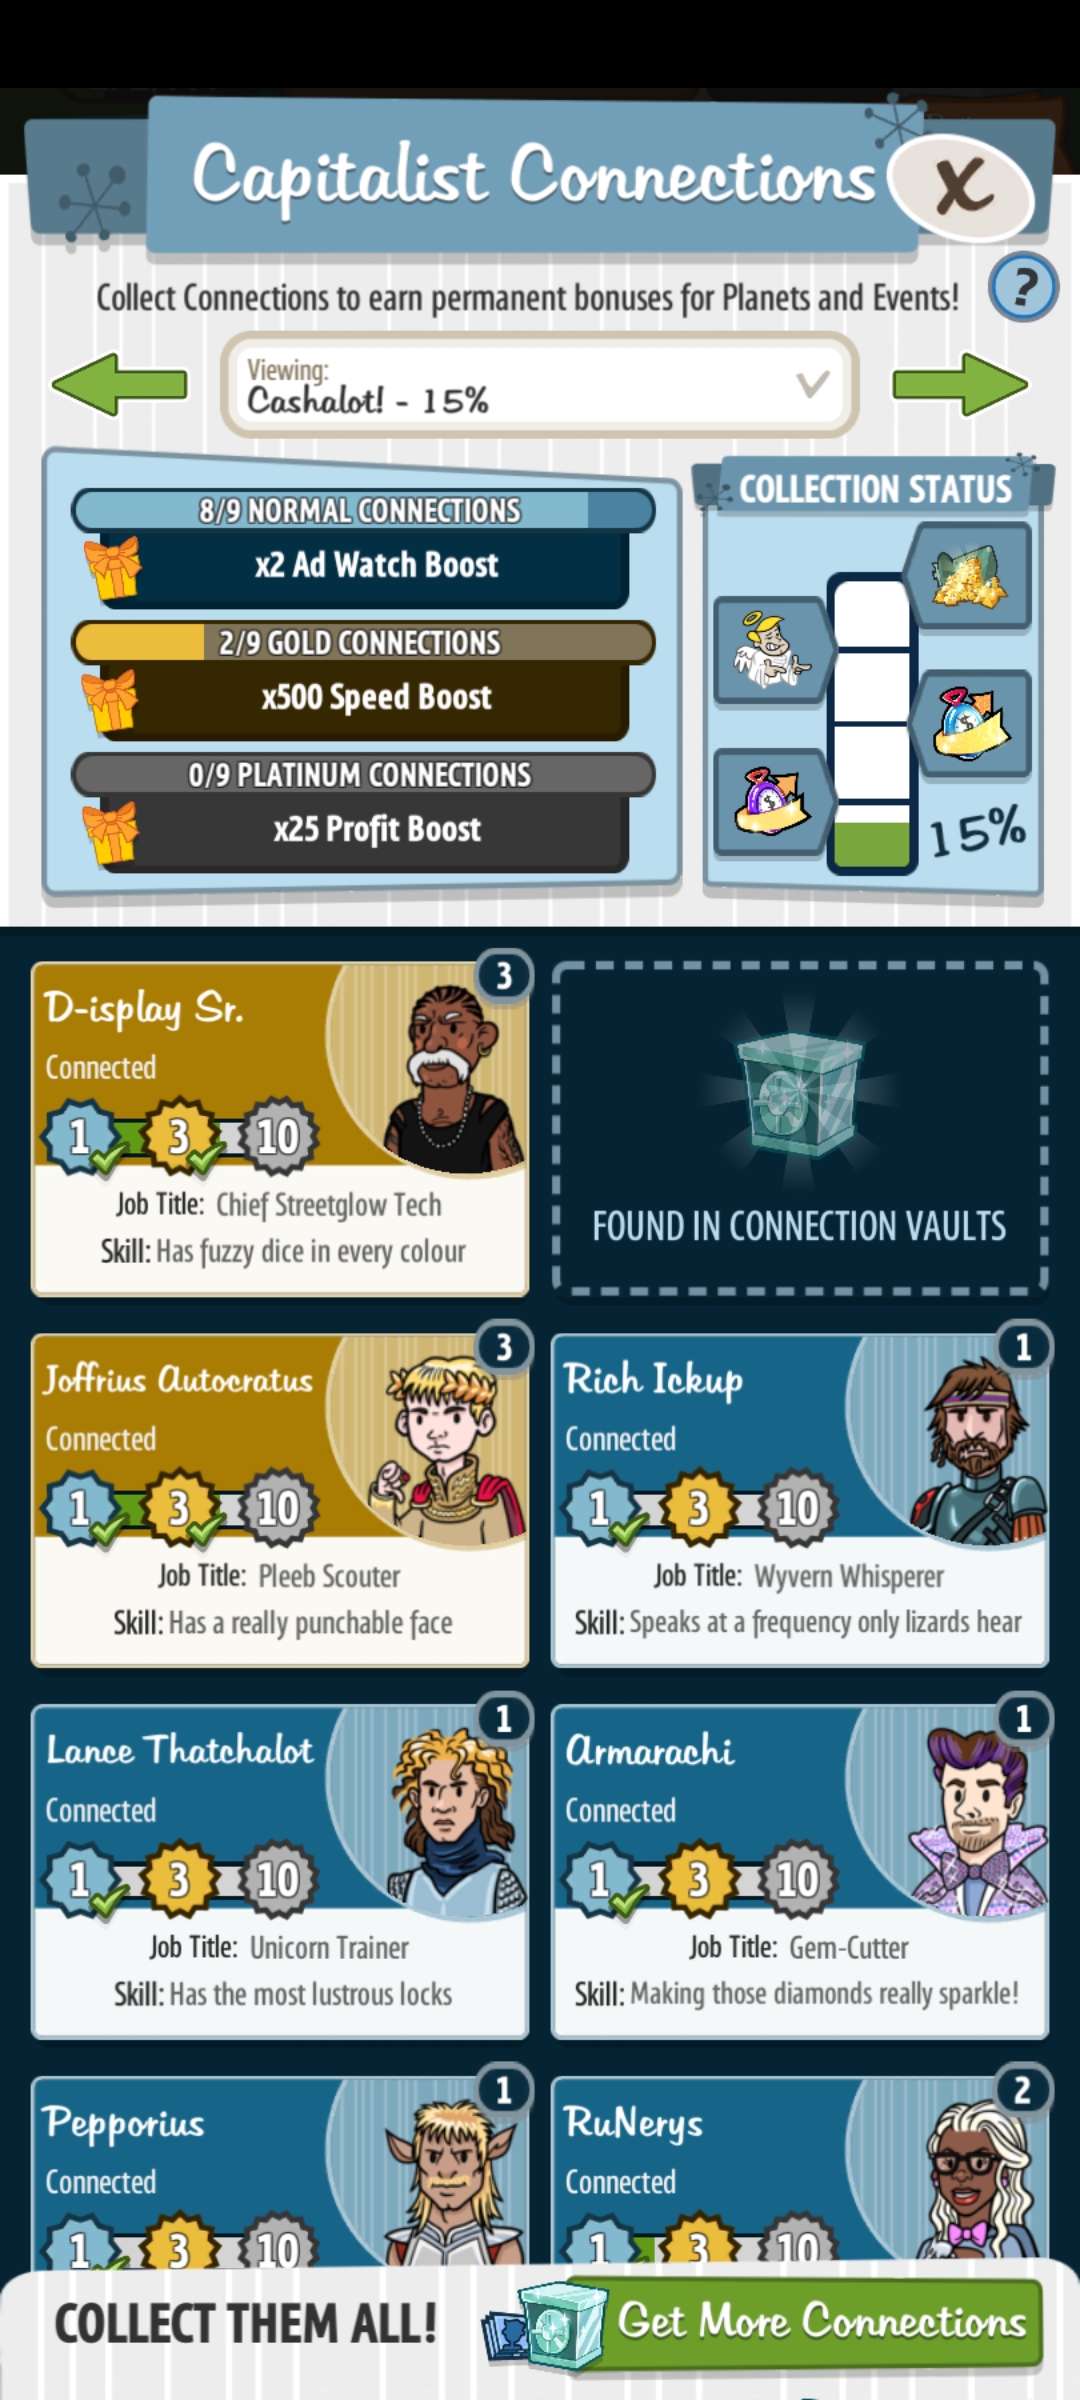 Capitalist Connections
X
Collect Connections to earn permanent bonuses for Planets and Events!
?
Viewing:
Cashalot! - 15%
8/9 NORMAL CONNECTIONS
x2 Ad Watch Boost
2/9 GOLD CONNECTIONS
x500 Speed Boost
0/9 PLATINUM CONNECTIONS
x25 Profit Boost
COLLECTION STATUS
15%
3
D-isplay Sr.
Connected
1 3 10
Job Title: Chief Streetglow Tech
Skill: Has fuzzy dice in every colour
FOUND IN CONNECTION VAULTS
3
Joffrius Autocratus
Connected
1 3 10
Job Title: Pleeb Scouter
Skill: Has a really punchable face
1
Rich Ickup
Connected
1 3 10
Job Title: Wyvern Whisperer
Skill: Speaks at a frequency only lizards hear
1
Lance Thatchalot
Connected
1 3 10
Job Title: Unicorn Trainer
Skill: Has the most lustrous locks
1
Armarachi
Connected
1 3 10
Job Title: Gem-Cutter
Skill: Making those diamonds really sparkle!
1
Pepporius
Connected
1 3 10
2
RuNerys
Connected
1 3 10
COLLECT THEM ALL!
Get More Connections